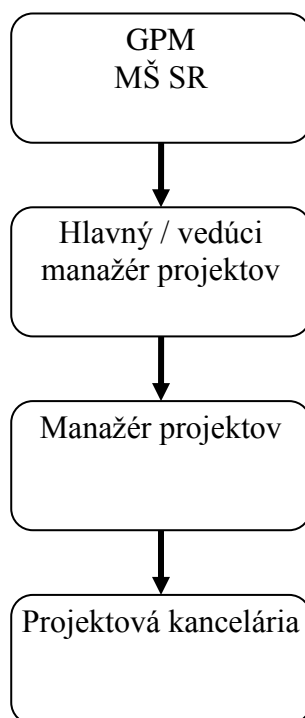 GPM
MŠ SR
Hlavný / vedúci
manažér projektov
Manažér projektov
Projektová kancelária